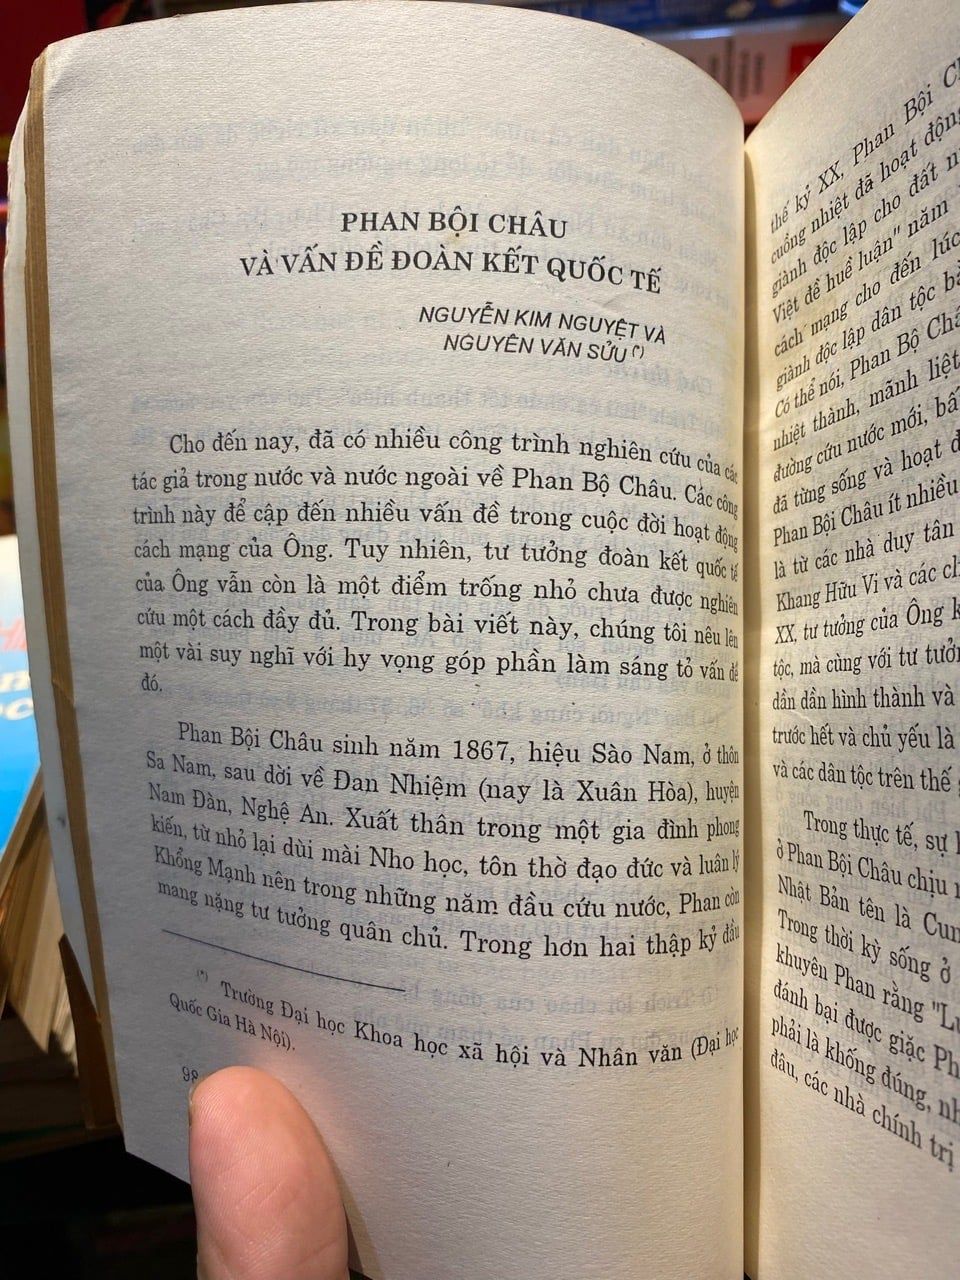 PHAN BỘI CHÂU
VÀ VẤN ĐỀ ĐOÀN KẾT QUỐC TẾ
NGUYỄN KIM NGUYỆT VÀ
NGUYÊN VĂN SỬU (*)
Cho đến nay, đã có nhiều công trình nghiên cứu của các
tác giả trong nước và nước ngoài về Phan Bộ Châu. Các công
trình này để cập đến nhiều vấn đề trong cuộc đời hoạt động
cách mạng của Ông. Tuy nhiên, tư tưởng đoàn kết quốc tế
của Ông vẫn còn là một điểm trống nhỏ chưa được nghiên
cứu một cách đầy đủ. Trong bài viết này, chúng tôi nêu lên
một vài suy nghĩ với hy vọng góp phần làm sáng tỏ vấn đề
đó.
Phan Bội Châu sinh năm 1867, hiệu Sào Nam, ở thôn
Sa Nam, sau dời về Đan Nhiệm (nay là Xuân Hòa), huyện
Nam Đàn, Nghệ An. Xuất thân trong một gia đình phong
kiến, từ nhỏ lại dùi mài Nho học, tôn thờ đạo đức và luân lý
Khổng Mạnh nên trong những năm đầu cứu nước, Phan còn
mang nặng tư tưởng quân chủ. Trong hơn hai thập kỷ đầu
(*) Trường Đại học Khoa học xã hội và Nhân văn (Đại học
Quốc Gia Hà Nội).
98
thế kỷ XX, Phan Bội
cuồng nhiệt đã hoạt động
giành độc lập cho đất
Việt đề huề luận" năm
cách mạng cho đến lúc
giành độc lập dân tộc
Có thể nói, Phan Bộ
nhiệt thành, mãnh liệt
đường cứu nước mới,
đã từng sống và hoạt
Phan Bội Châu ít nhiều
là từ các nhà duy tân
Khang Hữu Vi và các
XX, tư tưởng của Ông
tộc, mà cùng với tư
dần dần hình thành và
trước hết và chủ yếu là
và các dân tộc trên thế
Trong thực tế, sự
ở Phan Bội Châu chịu
Nhật Bản tên là
Trong thời kỳ sống ở
khuyên Phan rằng
đánh bại được giặc
phải là không đúng,
đâu, các nhà chính trị